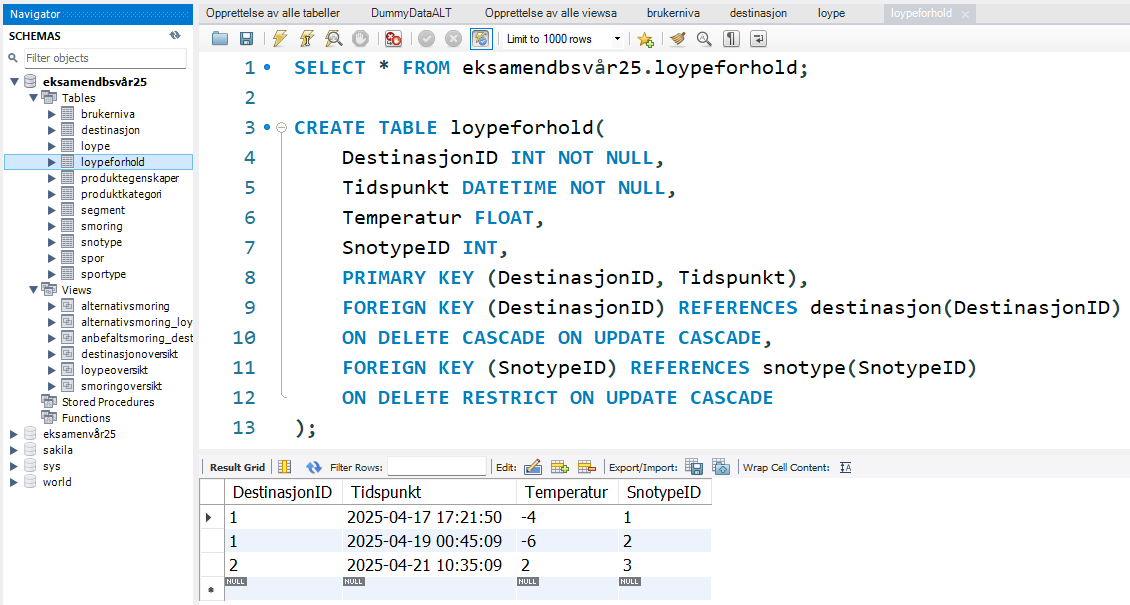 Navigator
SCHEMAS
Filter objects
eksamendbsvår25
Tables
brukerniva
destinasjon
loype
loypeforhold
produktegenskaper
produktkategori
segment
smoring
snotype
spor
sportype
Views
alternativsmoring
alternativsmoring_loy
anbefaltsmoring_dest
destinasjonoversikt
loypeoversikt
smoringoversikt
Stored Procedures
Functions
eksamenvår25
sakila
sys
world
Opprettelse av alle tabeller DummyDataALT Opprettelse av alle viewsa brukerniva destinasjon loype loypeforhold
Limit to 1000 rows
1 SELECT * FROM eksamendbsvår25.loypeforhold;
2
3 CREATE TABLE loypeforhold(
4 DestinasjonID INT NOT NULL,
5 Tidspunkt DATETIME NOT NULL,
6 Temperatur FLOAT,
7 SnotypeID INT,
8 PRIMARY KEY (DestinasjonID, Tidspunkt),
9 FOREIGN KEY (DestinasjonID) REFERENCES destinasjon(DestinasjonID)
10 ON DELETE CASCADE ON UPDATE CASCADE,
11 FOREIGN KEY (SnotypeID) REFERENCES snotype(SnotypeID)
12 ON DELETE RESTRICT ON UPDATE CASCADE
13 );
Result Grid Filter Rows: Edit: Export/Import: Wrap Cell Content:
DestinasjonID Tidspunkt Temperatur SnotypeID
1 2025-04-17 17:21:50 -4 1
1 2025-04-19 00:45:09 -6 2
2 2025-04-21 10:35:09 2 3
NULL NULL NULL NULL